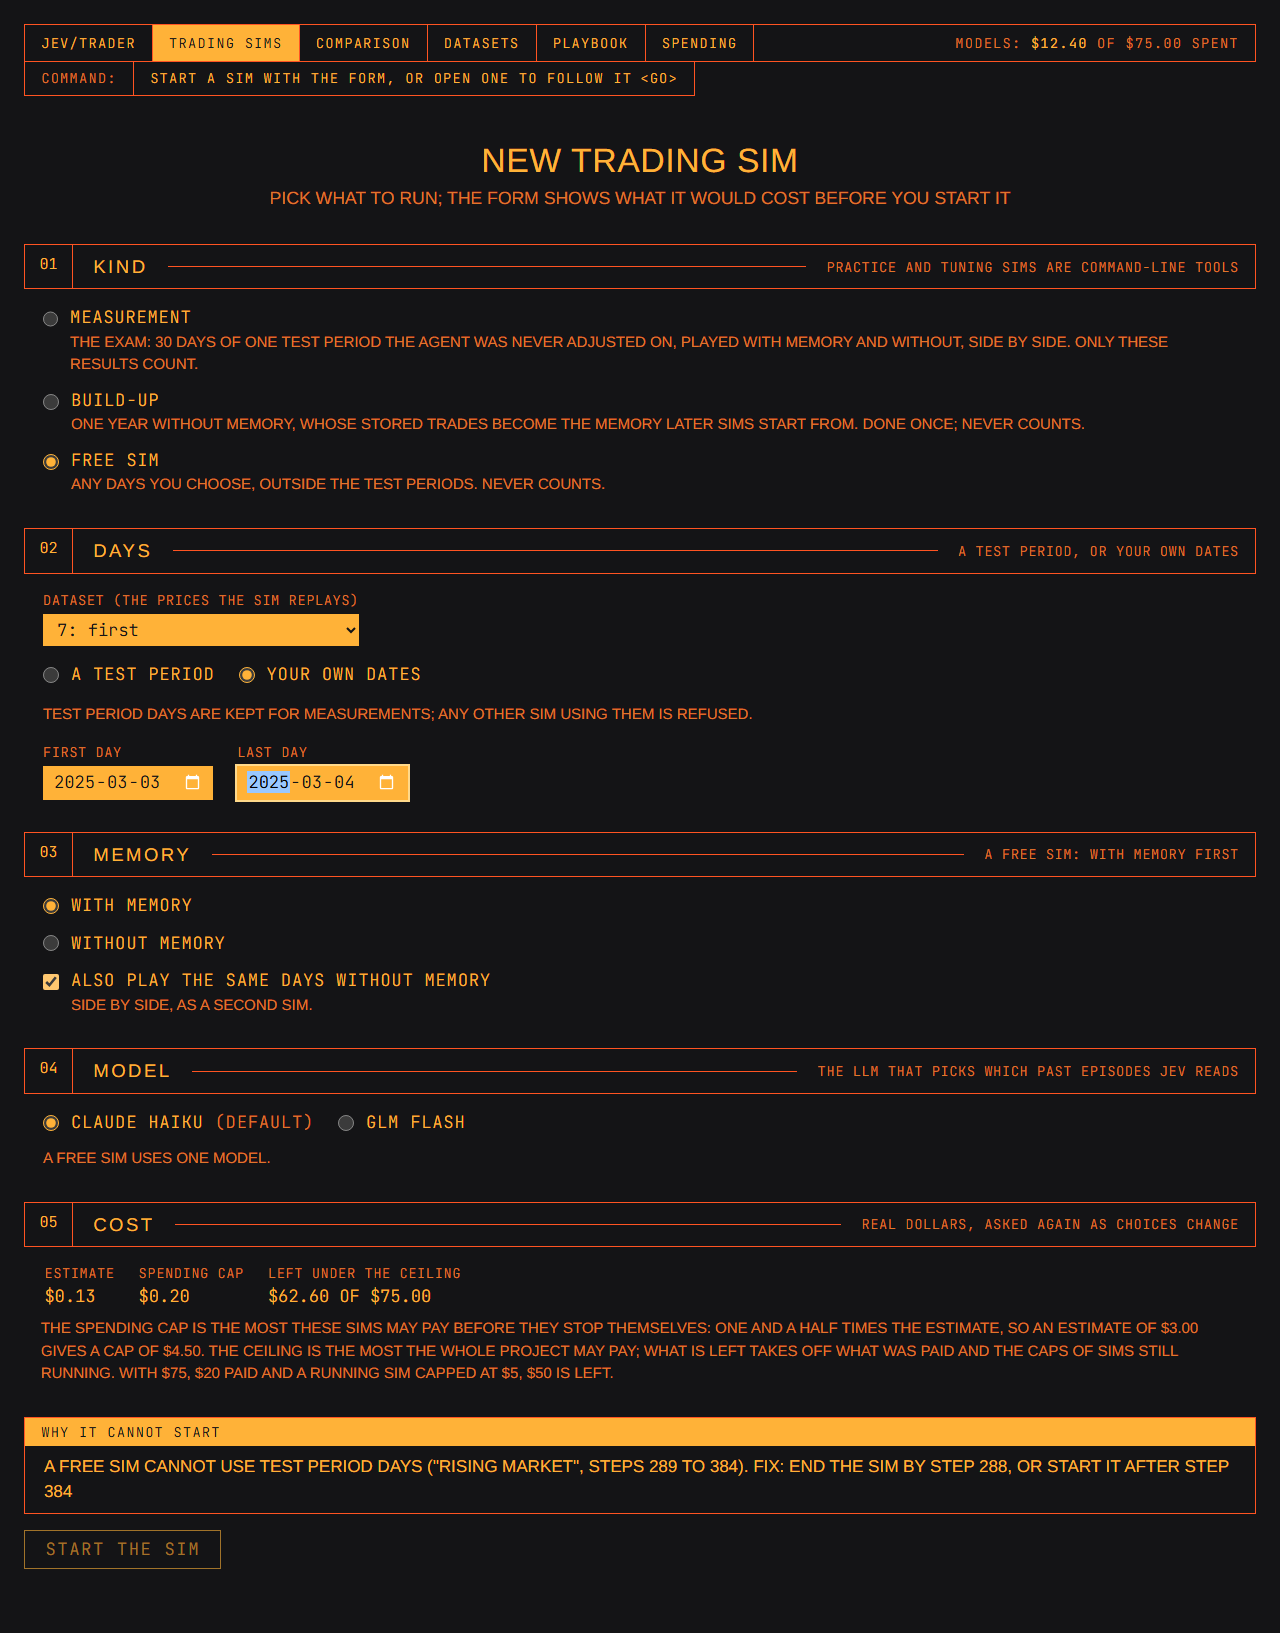 JEV/TRADER TRADING SIMS COMPARISON DATASETS PLAYBOOK SPENDING MODELS: $12.40 OF $75.00 SPENT
COMMAND: START A SIM WITH THE FORM, OR OPEN ONE TO FOLLOW IT <GO>
NEW TRADING SIM
PICK WHAT TO RUN; THE FORM SHOWS WHAT IT WOULD COST BEFORE YOU START IT
01 KIND PRACTICE AND TUNING SIMS ARE COMMAND-LINE TOOLS
MEASUREMENT
THE EXAM: 30 DAYS OF ONE TEST PERIOD THE AGENT WAS NEVER ADJUSTED ON, PLAYED WITH MEMORY AND WITHOUT, SIDE BY SIDE. ONLY THESE
RESULTS COUNT.
BUILD-UP
ONE YEAR WITHOUT MEMORY, WHOSE STORED TRADES BECOME THE MEMORY LATER SIMS START FROM. DONE ONCE; NEVER COUNTS.
FREE SIM
ANY DAYS YOU CHOOSE, OUTSIDE THE TEST PERIODS. NEVER COUNTS.
02 DAYS A TEST PERIOD, OR YOUR OWN DATES
DATASET (THE PRICES THE SIM REPLAYS)
7: first
A TEST PERIOD YOUR OWN DATES
TEST PERIOD DAYS ARE KEPT FOR MEASUREMENTS; ANY OTHER SIM USING THEM IS REFUSED.
FIRST DAY LAST DAY
2025-03-03 2025-03-04
03 MEMORY A FREE SIM: WITH MEMORY FIRST
WITH MEMORY
WITHOUT MEMORY
ALSO PLAY THE SAME DAYS WITHOUT MEMORY
SIDE BY SIDE, AS A SECOND SIM.
04 MODEL THE LLM THAT PICKS WHICH PAST EPISODES JEV READS
CLAUDE HAIKU (DEFAULT) GLM FLASH
A FREE SIM USES ONE MODEL.
05 COST REAL DOLLARS, ASKED AGAIN AS CHOICES CHANGE
ESTIMATE SPENDING CAP LEFT UNDER THE CEILING
$0.13 $0.20 $62.60 OF $75.00
THE SPENDING CAP IS THE MOST THESE SIMS MAY PAY BEFORE THEY STOP THEMSELVES: ONE AND A HALF TIMES THE ESTIMATE, SO AN ESTIMATE OF $3.00
GIVES A CAP OF $4.50. THE CEILING IS THE MOST THE WHOLE PROJECT MAY PAY; WHAT IS LEFT TAKES OFF WHAT WAS PAID AND THE CAPS OF SIMS STILL
RUNNING. WITH $75, $20 PAID AND A RUNNING SIM CAPPED AT $5, $50 IS LEFT.
WHY IT CANNOT START
A FREE SIM CANNOT USE TEST PERIOD DAYS ("RISING MARKET", STEPS 289 TO 384). FIX: END THE SIM BY STEP 288, OR START IT AFTER STEP
384
START THE SIM